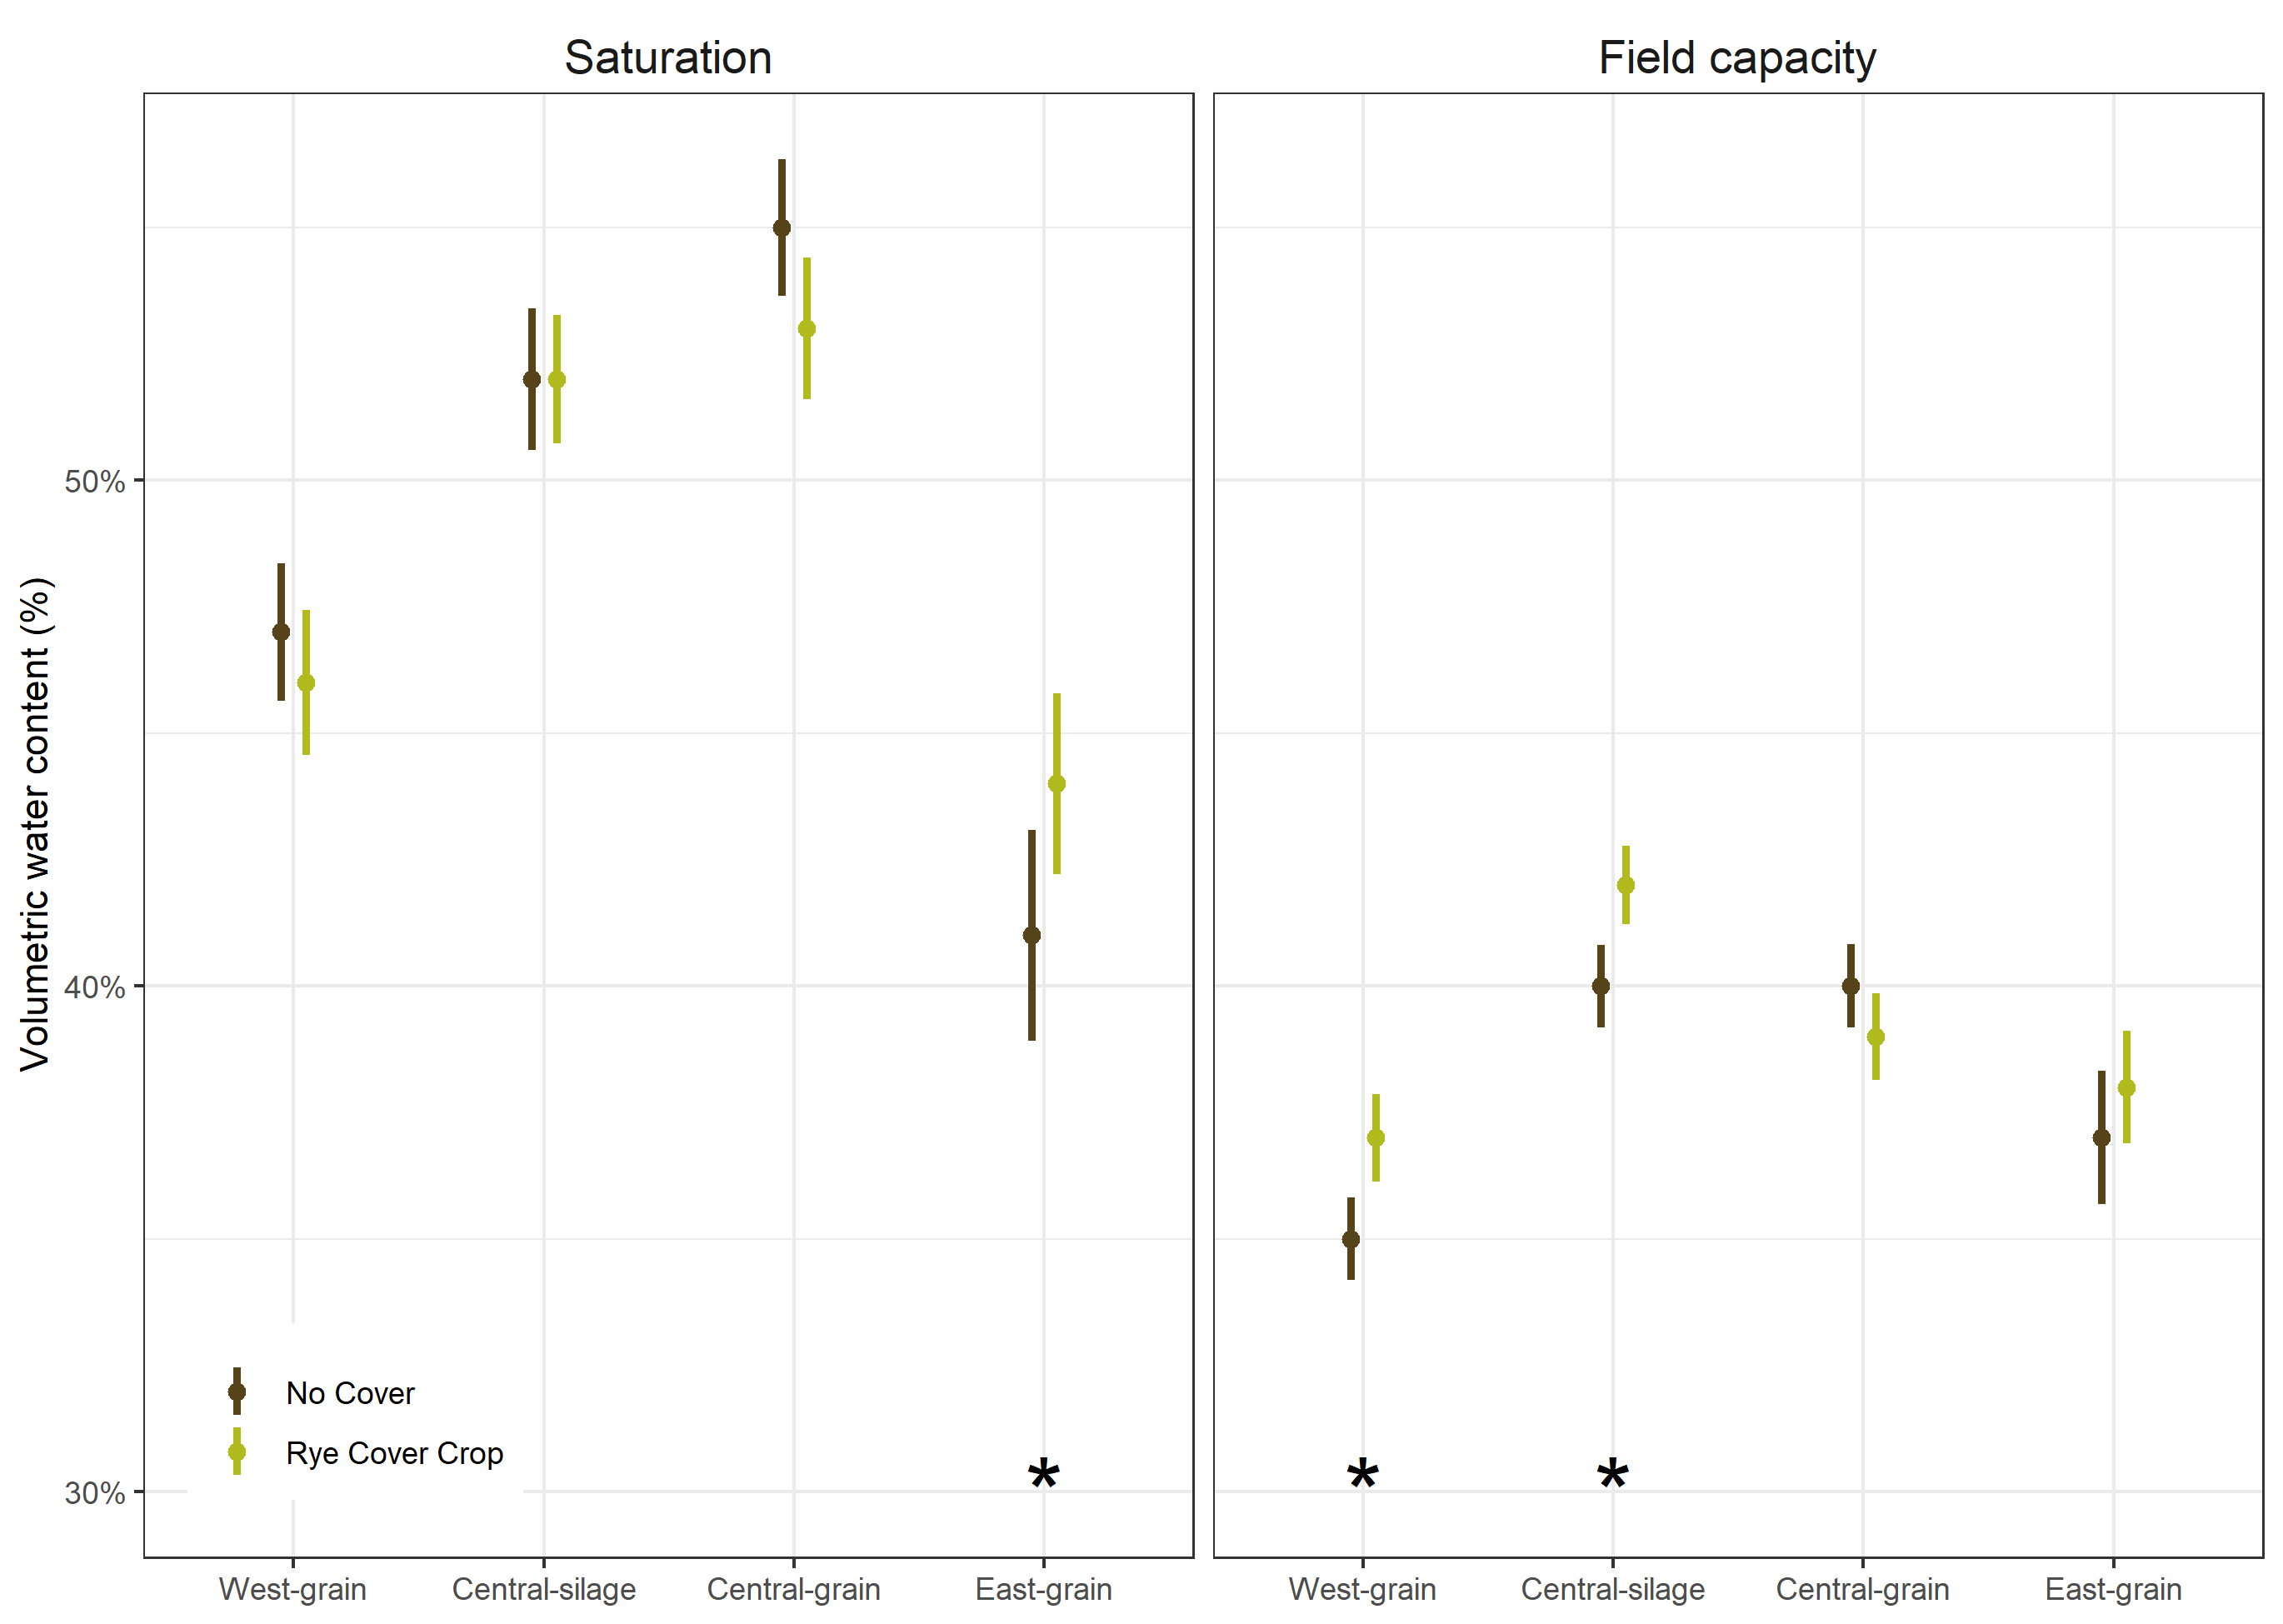 Saturation
Field capacity
Volumetric water content (%)
50%
40%
30%
No Cover
Rye Cover Crop
*
*
*
West-grain
Central-silage
Central-grain
East-grain
West-grain
Central-silage
Central-grain
East-grain